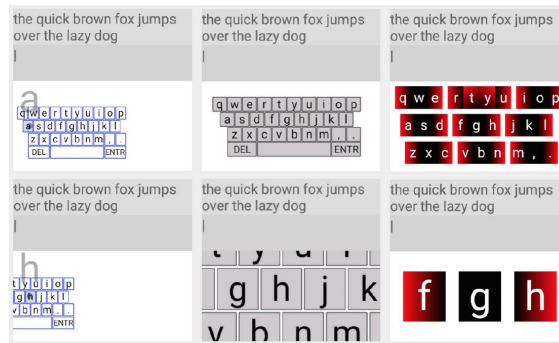 the quick brown fox jumps
over the lazy dog
|
a
q w e r t y u i o p
a s d f g h j k l
z x c v b n m , .
DEL ENTR
the quick brown fox jumps
over the lazy dog
|
q w e r t y u i o p
a s d f g h j k l
z x c v b n m , .
DEL ENTR
the quick brown fox jumps
over the lazy dog
|
q w e r t y u i o p
a s d f g h j k l
z x c v b n m , .
the quick brown fox jumps
over the lazy dog
|
h
t y u i o p
g h j k l
v b n m , .
ENTR
the quick brown fox jumps
over the lazy dog
|
t y u i
g h j k
v b n m
the quick brown fox jumps
over the lazy dog
|
f g h